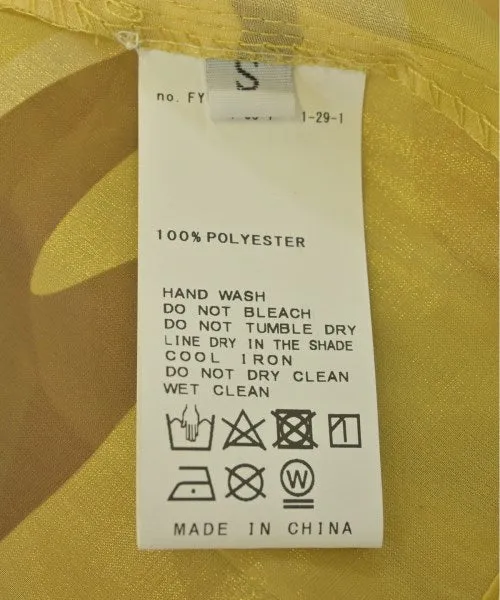 S
no. FY
1-29-1
100% POLYESTER
HAND WASH
DO NOT BLEACH
DO NOT TUMBLE DRY
LINE DRY IN THE SHADE
COOL IRON
DO NOT DRY CLEAN
WET CLEAN
W
MADE IN CHINA